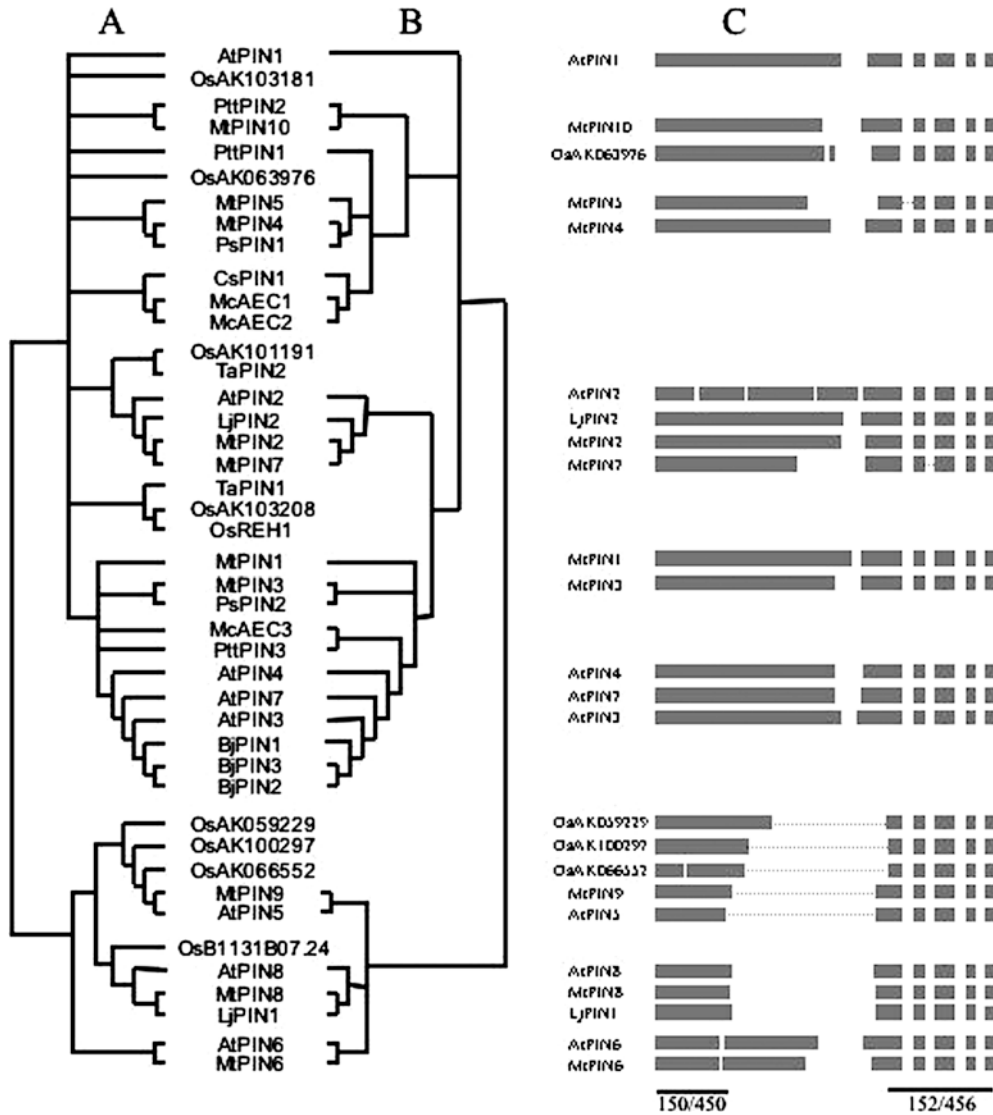 A B C
AtPIN1
OsAK103181
PttPIN2
MtPIN10
PttPIN1
OsAK063976
MtPIN5
MtPIN4
PsPIN1
CsPIN1
McAEC1
McAEC2
OsAK101191
TaPIN2
AtPIN2
LjPIN2
MtPIN2
MtPIN7
TaPIN1
OsAK103208
OsREH1
MtPIN1
MtPIN3
PsPIN2
McAEC3
PttPIN3
AtPIN4
AtPIN7
AtPIN3
BjPIN1
BjPIN3
BjPIN2
OsAK059229
OsAK100297
OsAK066552
MtPIN9
AtPIN5
OsB1131B07.24
AtPIN8
MtPIN8
LjPIN1
AtPIN6
MtPIN6
AtPIN1
MtPIN10
OsAK063976
MtPIN5
MtPIN4
AtPIN2
LjPIN2
MtPIN2
MtPIN7
MtPIN1
MtPIN3
AtPIN4
AtPIN7
AtPIN3
OsAK059229
OsAK100297
OsAK066552
MtPIN9
AtPIN5
AtPIN8
MtPIN8
LjPIN1
AtPIN6
MtPIN6
150/450 152/456